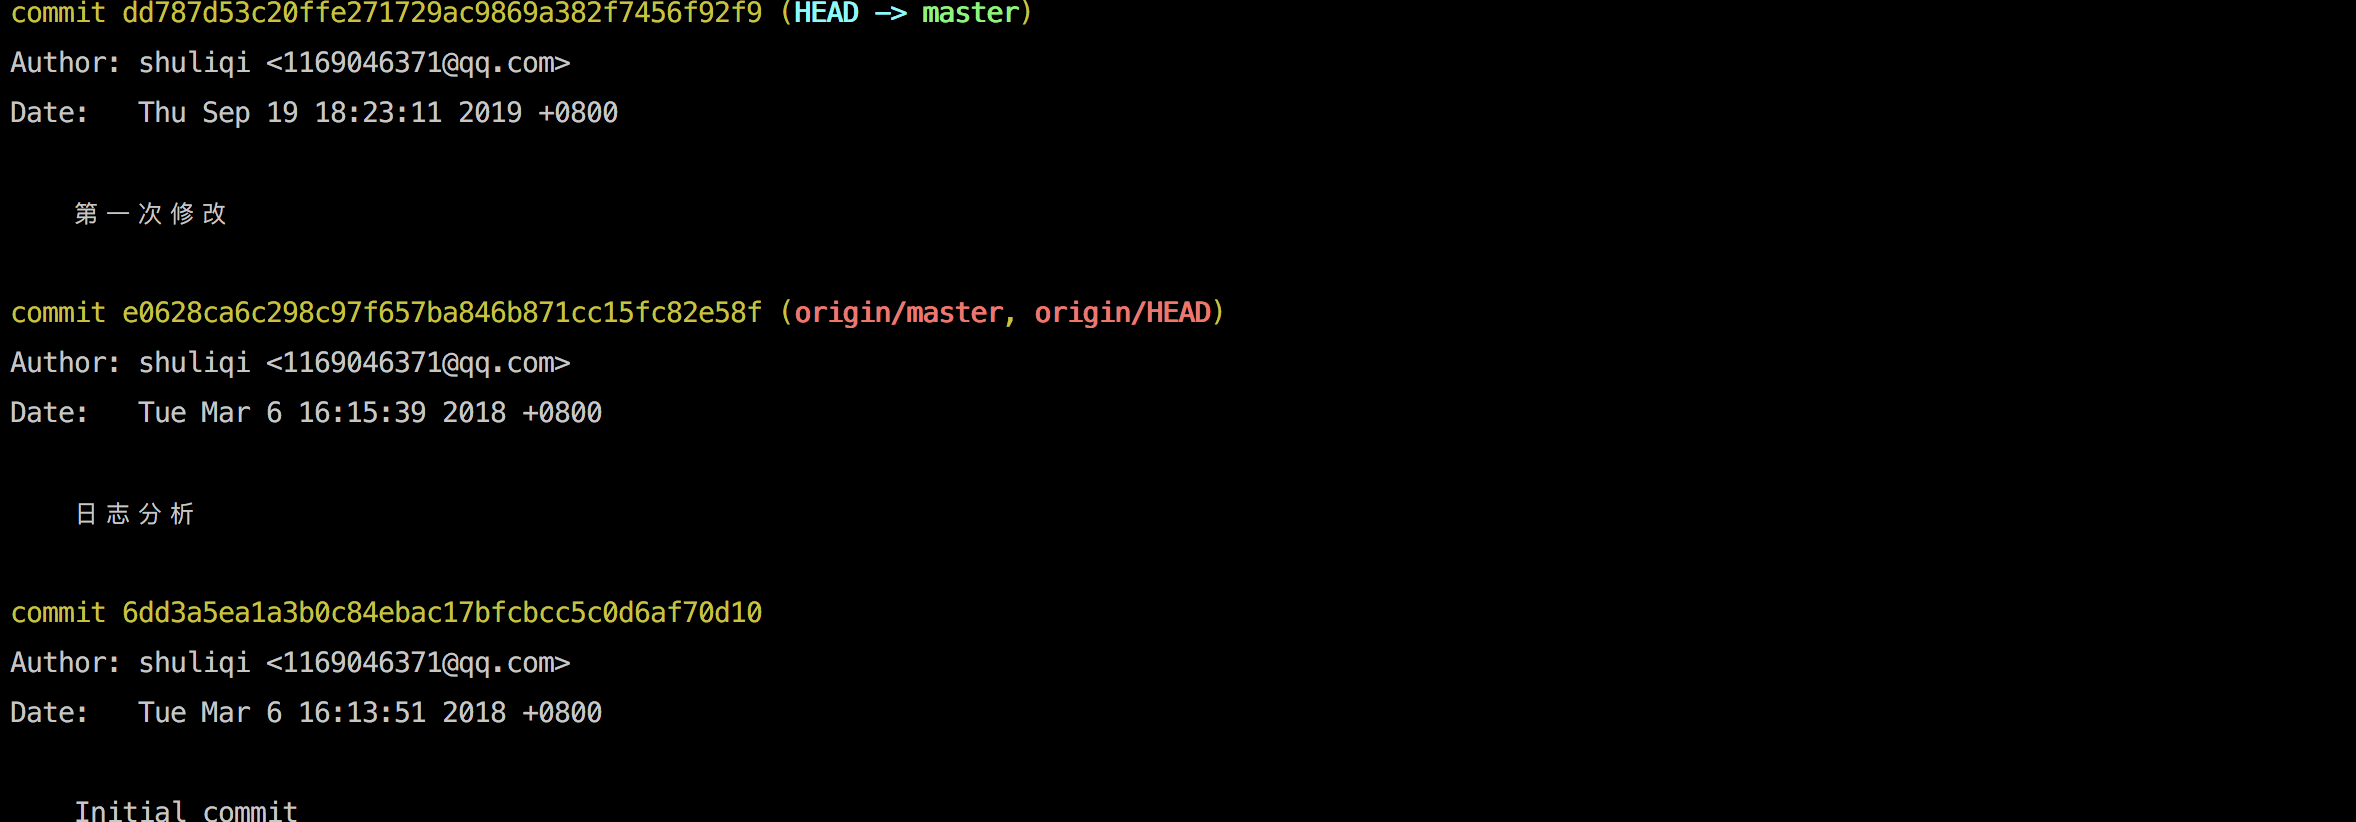 commit dd787d53c20ffe271729ac9869a382f7456f92f9 (HEAD -> master)
Author: shuliqi <1169046371@qq.com>
Date:   Thu Sep 19 18:23:11 2019 +0800
第一次修改
commit e0628ca6c298c97f657ba846b871cc15fc82e58f (origin/master, origin/HEAD)
Author: shuliqi <1169046371@qq.com>
Date:   Tue Mar 6 16:15:39 2018 +0800
日志分析
commit 6dd3a5ea1a3b0c84ebac17bfcbcc5c0d6af70d10
Author: shuliqi <1169046371@qq.com>
Date:   Tue Mar 6 16:13:51 2018 +0800
Initial commit